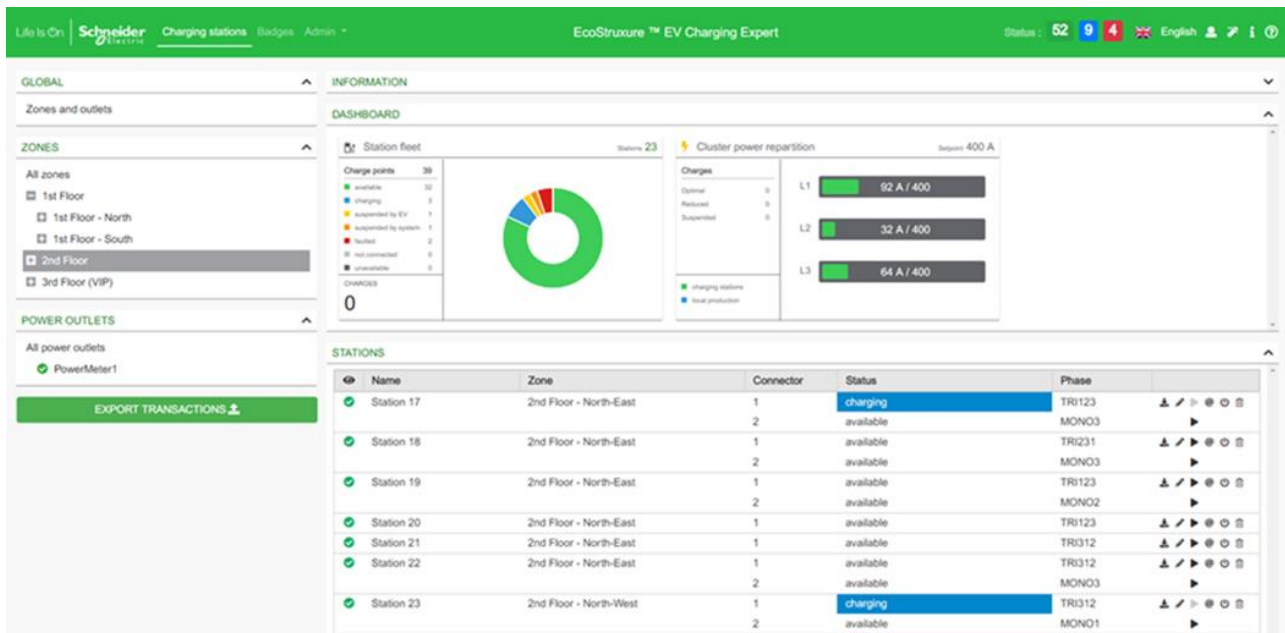 Life Is On Schneider Electric Charging stations Badges Admin EcoStruxure ™ EV Charging Expert Status : 52 9 4 English
GLOBAL
Zones and outlets
ZONES
All zones
1st Floor
1st Floor - North
1st Floor - South
2nd Floor
3rd Floor (VIP)
POWER OUTLETS
All power outlets
PowerMeter1
EXPORT TRANSACTIONS
INFORMATION
DASHBOARD
Station fleet Stations 23
Charge points 39
available 32
charging 3
suspended by EV 1
suspended by system 1
faulted 2
not connected 0
unavailable 0
CHARGES
0
Cluster power repartition Setpoint 400 A
Charges
Optimal 0
Reduced 0
Suspended 0
charging stations
local production
L1 92 A / 400
L2 32 A / 400
L3 64 A / 400
STATIONS
Name Zone Connector Status Phase
Station 17 2nd Floor - North-East 1 charging TRI123
2 available MONO3
Station 18 2nd Floor - North-East 1 available TRI231
2 available MONO3
Station 19 2nd Floor - North-East 1 available TRI123
2 available MONO2
Station 20 2nd Floor - North-East 1 available TRI123
Station 21 2nd Floor - North-East 1 available TRI312
Station 22 2nd Floor - North-East 1 available TRI312
2 available MONO3
Station 23 2nd Floor - North-West 1 charging TRI312
2 available MONO1